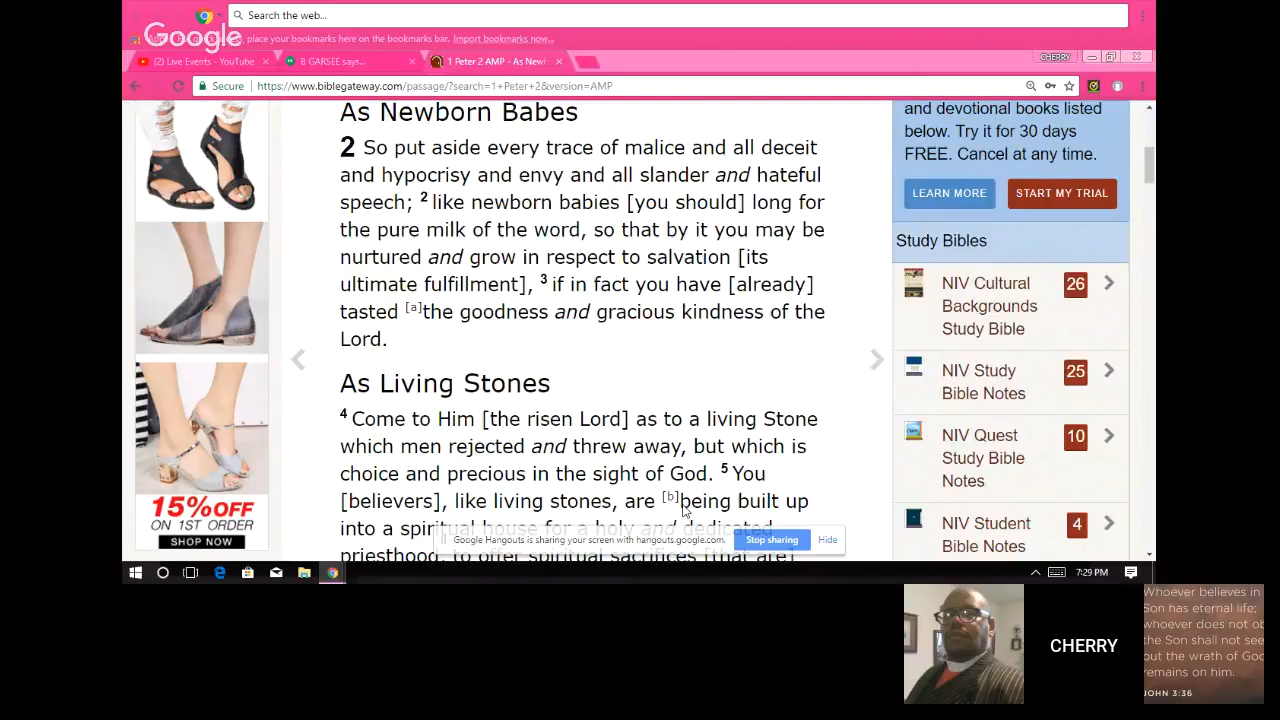 Search the web...
Google
place your bookmarks here on the bookmarks bar. Import bookmarks now...
(2) Live Events - YouTube
B GARSEE says...
1 Peter 2 AMP - As Newb
CHERRY
Secure
https://www.biblegateway.com/passage/?search=1+Peter+2&version=AMP
As Newborn Babes
2 So put aside every trace of malice and all deceit
and hypocrisy and envy and all slander and hateful
speech; 2 like newborn babies [you should] long for
the pure milk of the word, so that by it you may be
nurtured and grow in respect to salvation [its
ultimate fulfillment], 3 if in fact you have [already]
tasted [a]the goodness and gracious kindness of the
Lord.
As Living Stones
4 Come to Him [the risen Lord] as to a living Stone
which men rejected and threw away, but which is
choice and precious in the sight of God. 5 You
[believers], like living stones, are [b]being built up
into a spiritual house for a holy and dedicated
priesthood, to offer spiritual sacrifices [that are]
Google Hangouts is sharing your screen with hangouts.google.com.
Stop sharing
Hide
15% OFF
ON 1ST ORDER
SHOP NOW
and devotional books listed
below. Try it for 30 days
FREE. Cancel at any time.
LEARN MORE
START MY TRIAL
Study Bibles
NIV Cultural
Backgrounds
Study Bible
26
NIV Study
Bible Notes
25
NIV Quest
Study Bible
Notes
10
NIV Student
Bible Notes
4
7:29 PM
CHERRY
Whoever believes in
Son has eternal life;
whoever does not ob
the Son shall not see
but the wrath of God
remains on him.
JOHN 3:36